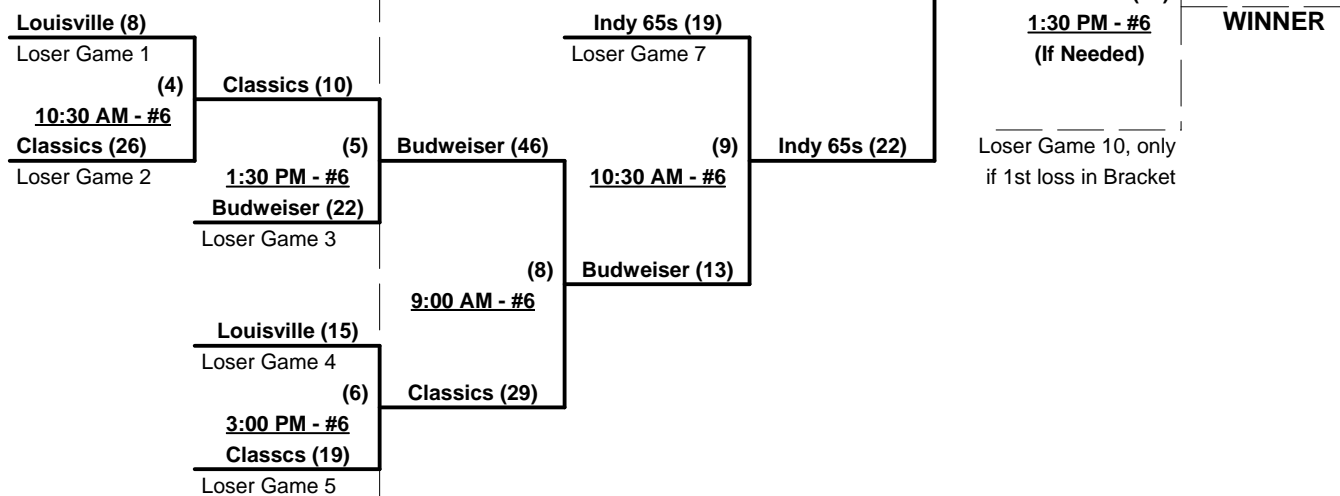 Louisville (8)
Loser Game 1
(4)
10:30 AM - #6
Classics (26)
Loser Game 2
Classics (10)
(5)
1:30 PM - #6
Budweiser (22)
Loser Game 3
Budweiser (46)
(8)
9:00 AM - #6
Louisville (15)
Loser Game 4
(6)
3:00 PM - #6
Classcs (19)
Loser Game 5
Classics (29)
Indy 65s (19)
Loser Game 7
(9)
10:30 AM - #6
Budweiser (13)
Indy 65s (22)
1:30 PM - #6
(If Needed)
Loser Game 10, only
if 1st loss in Bracket
WINNER